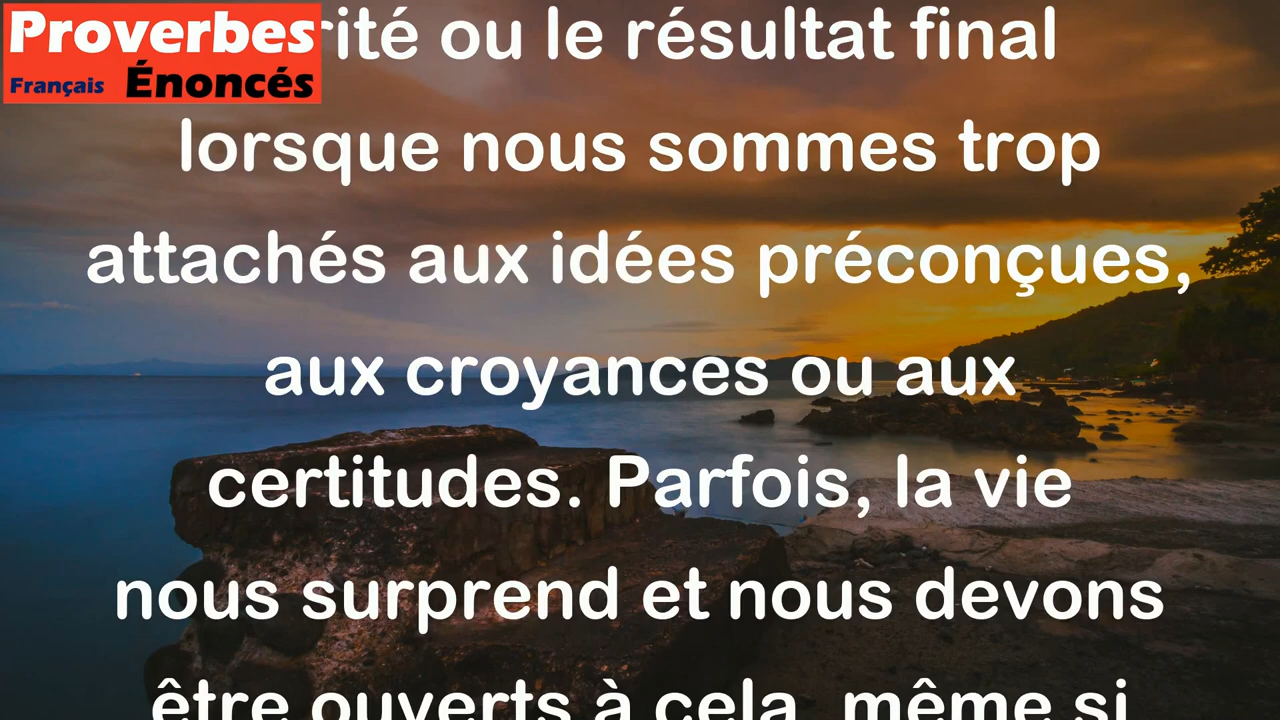 Proverbes
Français Énoncés
rité ou le résultat final
lorsque nous sommes trop
attachés aux idées préconçues,
aux croyances ou aux
certitudes. Parfois, la vie
nous surprend et nous devons
être ouverts à cela, même si